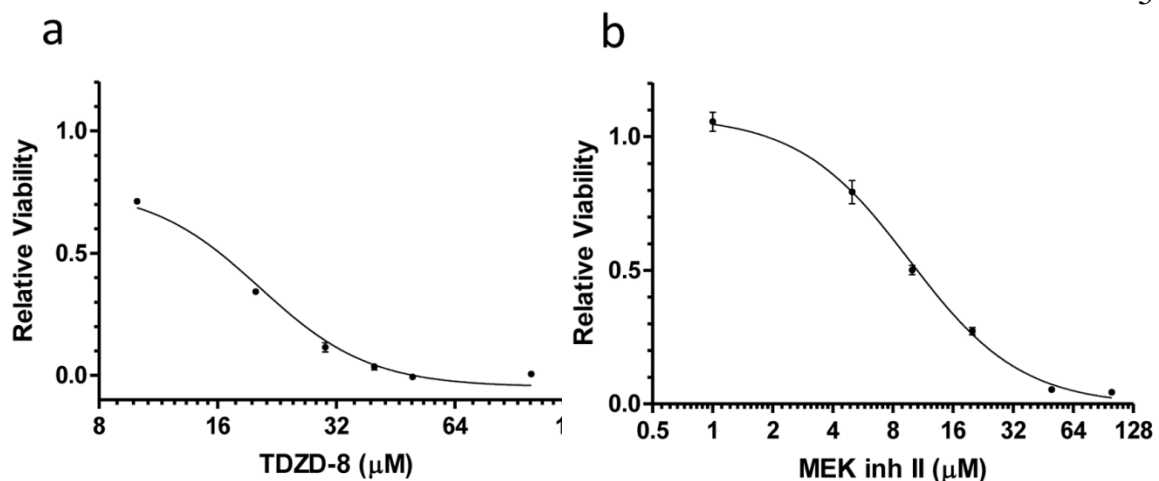 a
Relative Viability
1.0
0.5
0.0
8 16 32 64 1
TDZD-8 (μM)
b
Relative Viability
1.0
0.5
0.0
0.5 1 2 4 8 16 32 64 128
MEK inh II (μM)